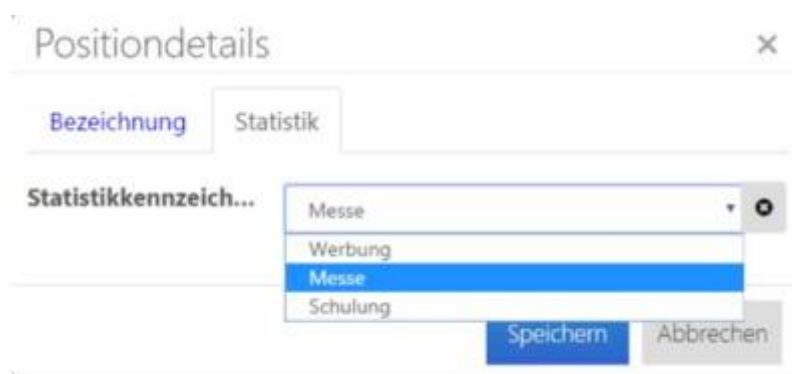 Positiondetails
Bezeichnung Statistik
Statistikkennzeich... Messe
Werbung
Messe
Schulung
Speichern Abbrechen